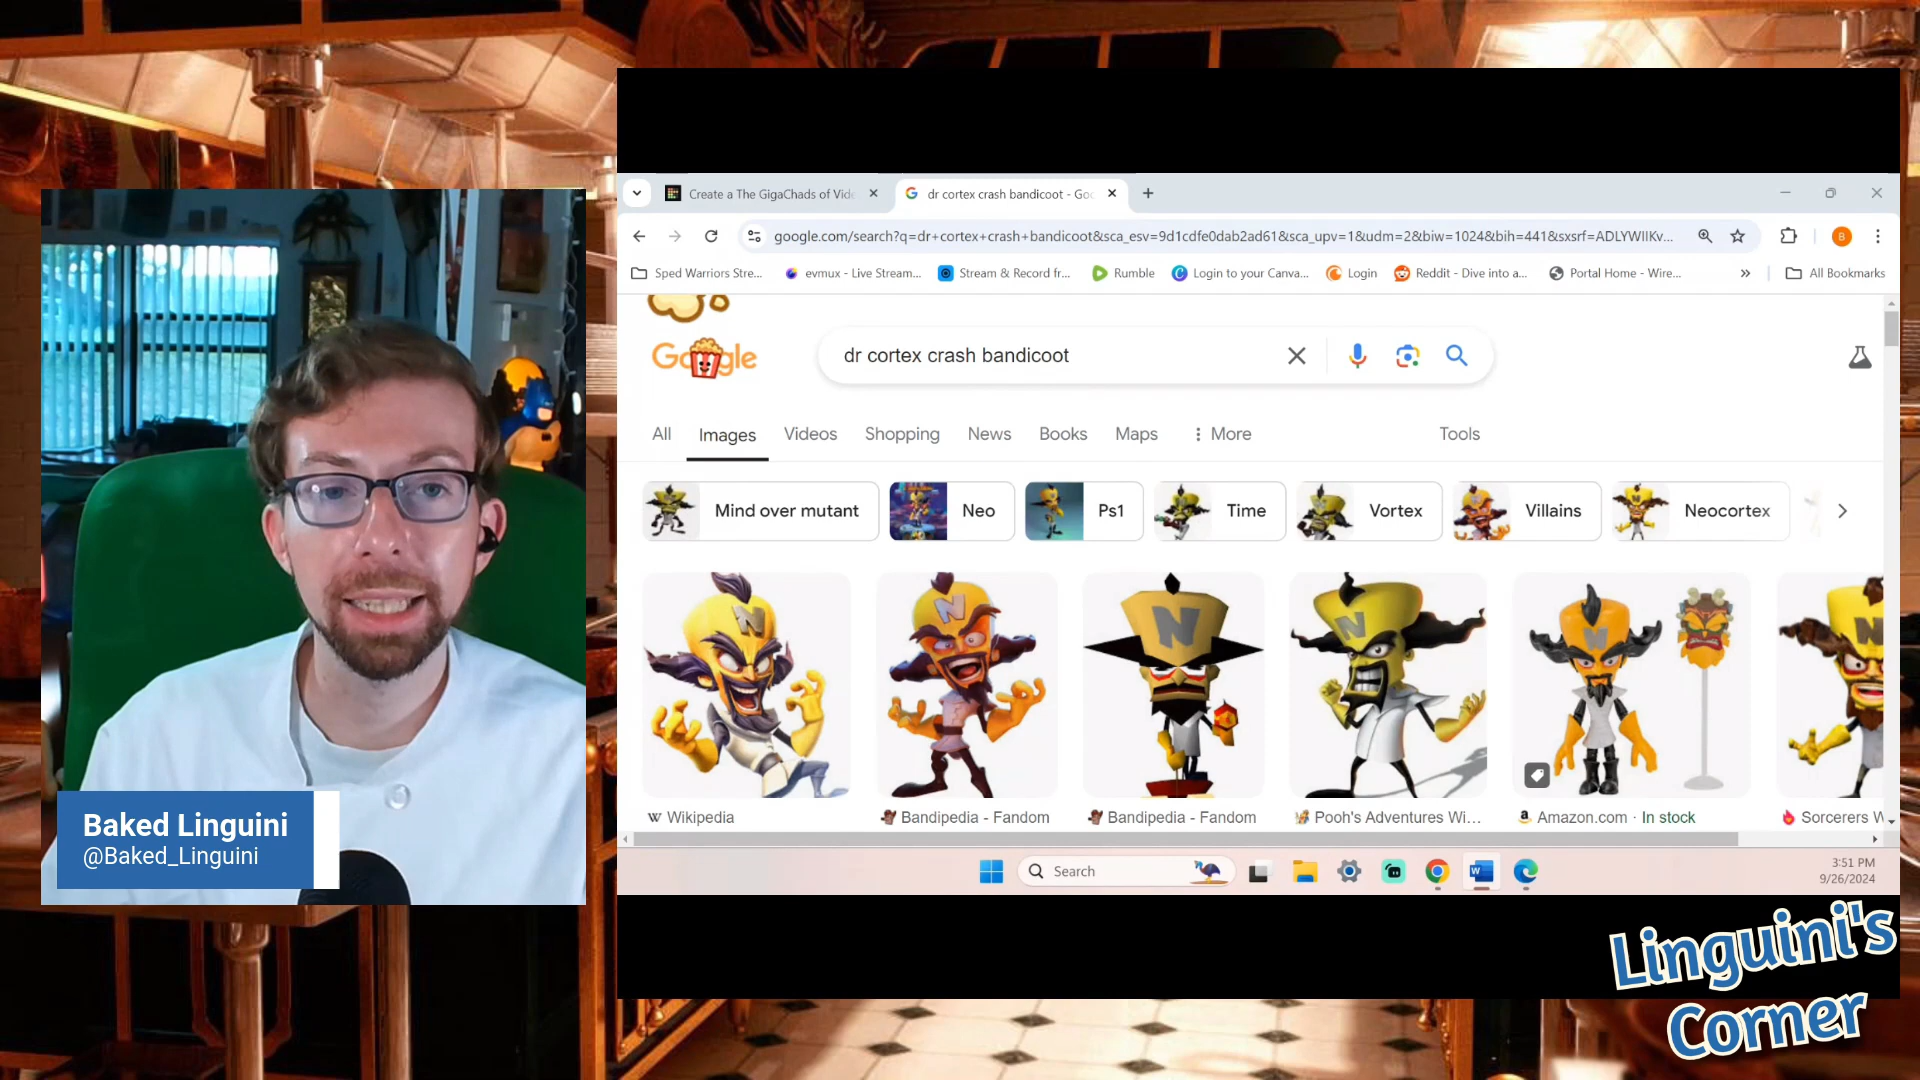 Create a The GigaChads of Vide
dr cortex crash bandicoot - Goo
google.com/search?q=dr+cortex+crash+bandicoot&sca_esv=9d1cdfe0dab2ad61&sca_upv=1&udm=2&biw=1024&bih=441&sxsrf=ADLYWIIKv...
B
Sped Warriors Stre...
evmux - Live Stream...
Stream & Record fr...
Rumble
Login to your Canva...
Login
Reddit - Dive into a...
Portal Home - Wire...
All Bookmarks
Google
dr cortex crash bandicoot
All
Images
Videos
Shopping
News
Books
Maps
More
Tools
Mind over mutant
Neo
Ps1
Time
Vortex
Villains
Neocortex
N
N
N
N
N
Wikipedia
Bandipedia - Fandom
Bandipedia - Fandom
Pooh's Adventures Wi...
Amazon.com · In stock
Sorcerers W
Search
3:51 PM
9/26/2024
Baked Linguini
@Baked_Linguini
Linguini's
Corner